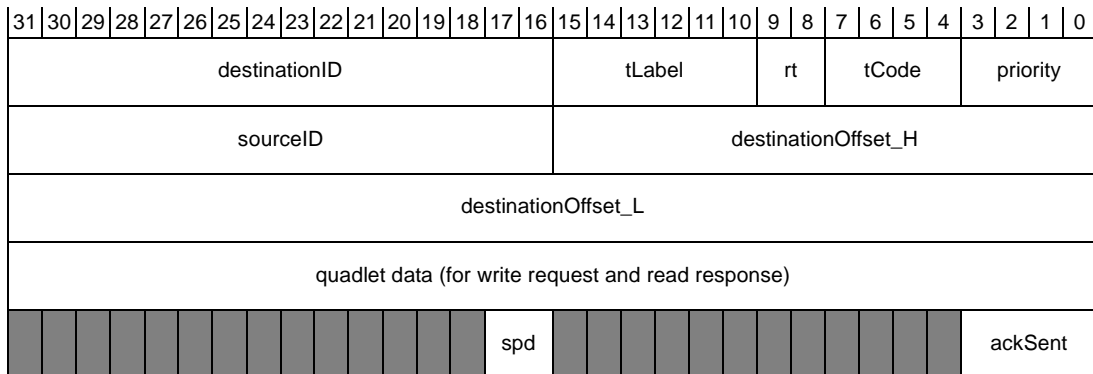 31 30 29 28 27 26 25 24 23 22 21 20 19 18 17 16 15 14 13 12 11 10 9 8 7 6 5 4 3 2 1 0
destinationID tLabel rt tCode priority
sourceID destinationOffset_H
destinationOffset_L
quadlet data (for write request and read response)
spd ackSent